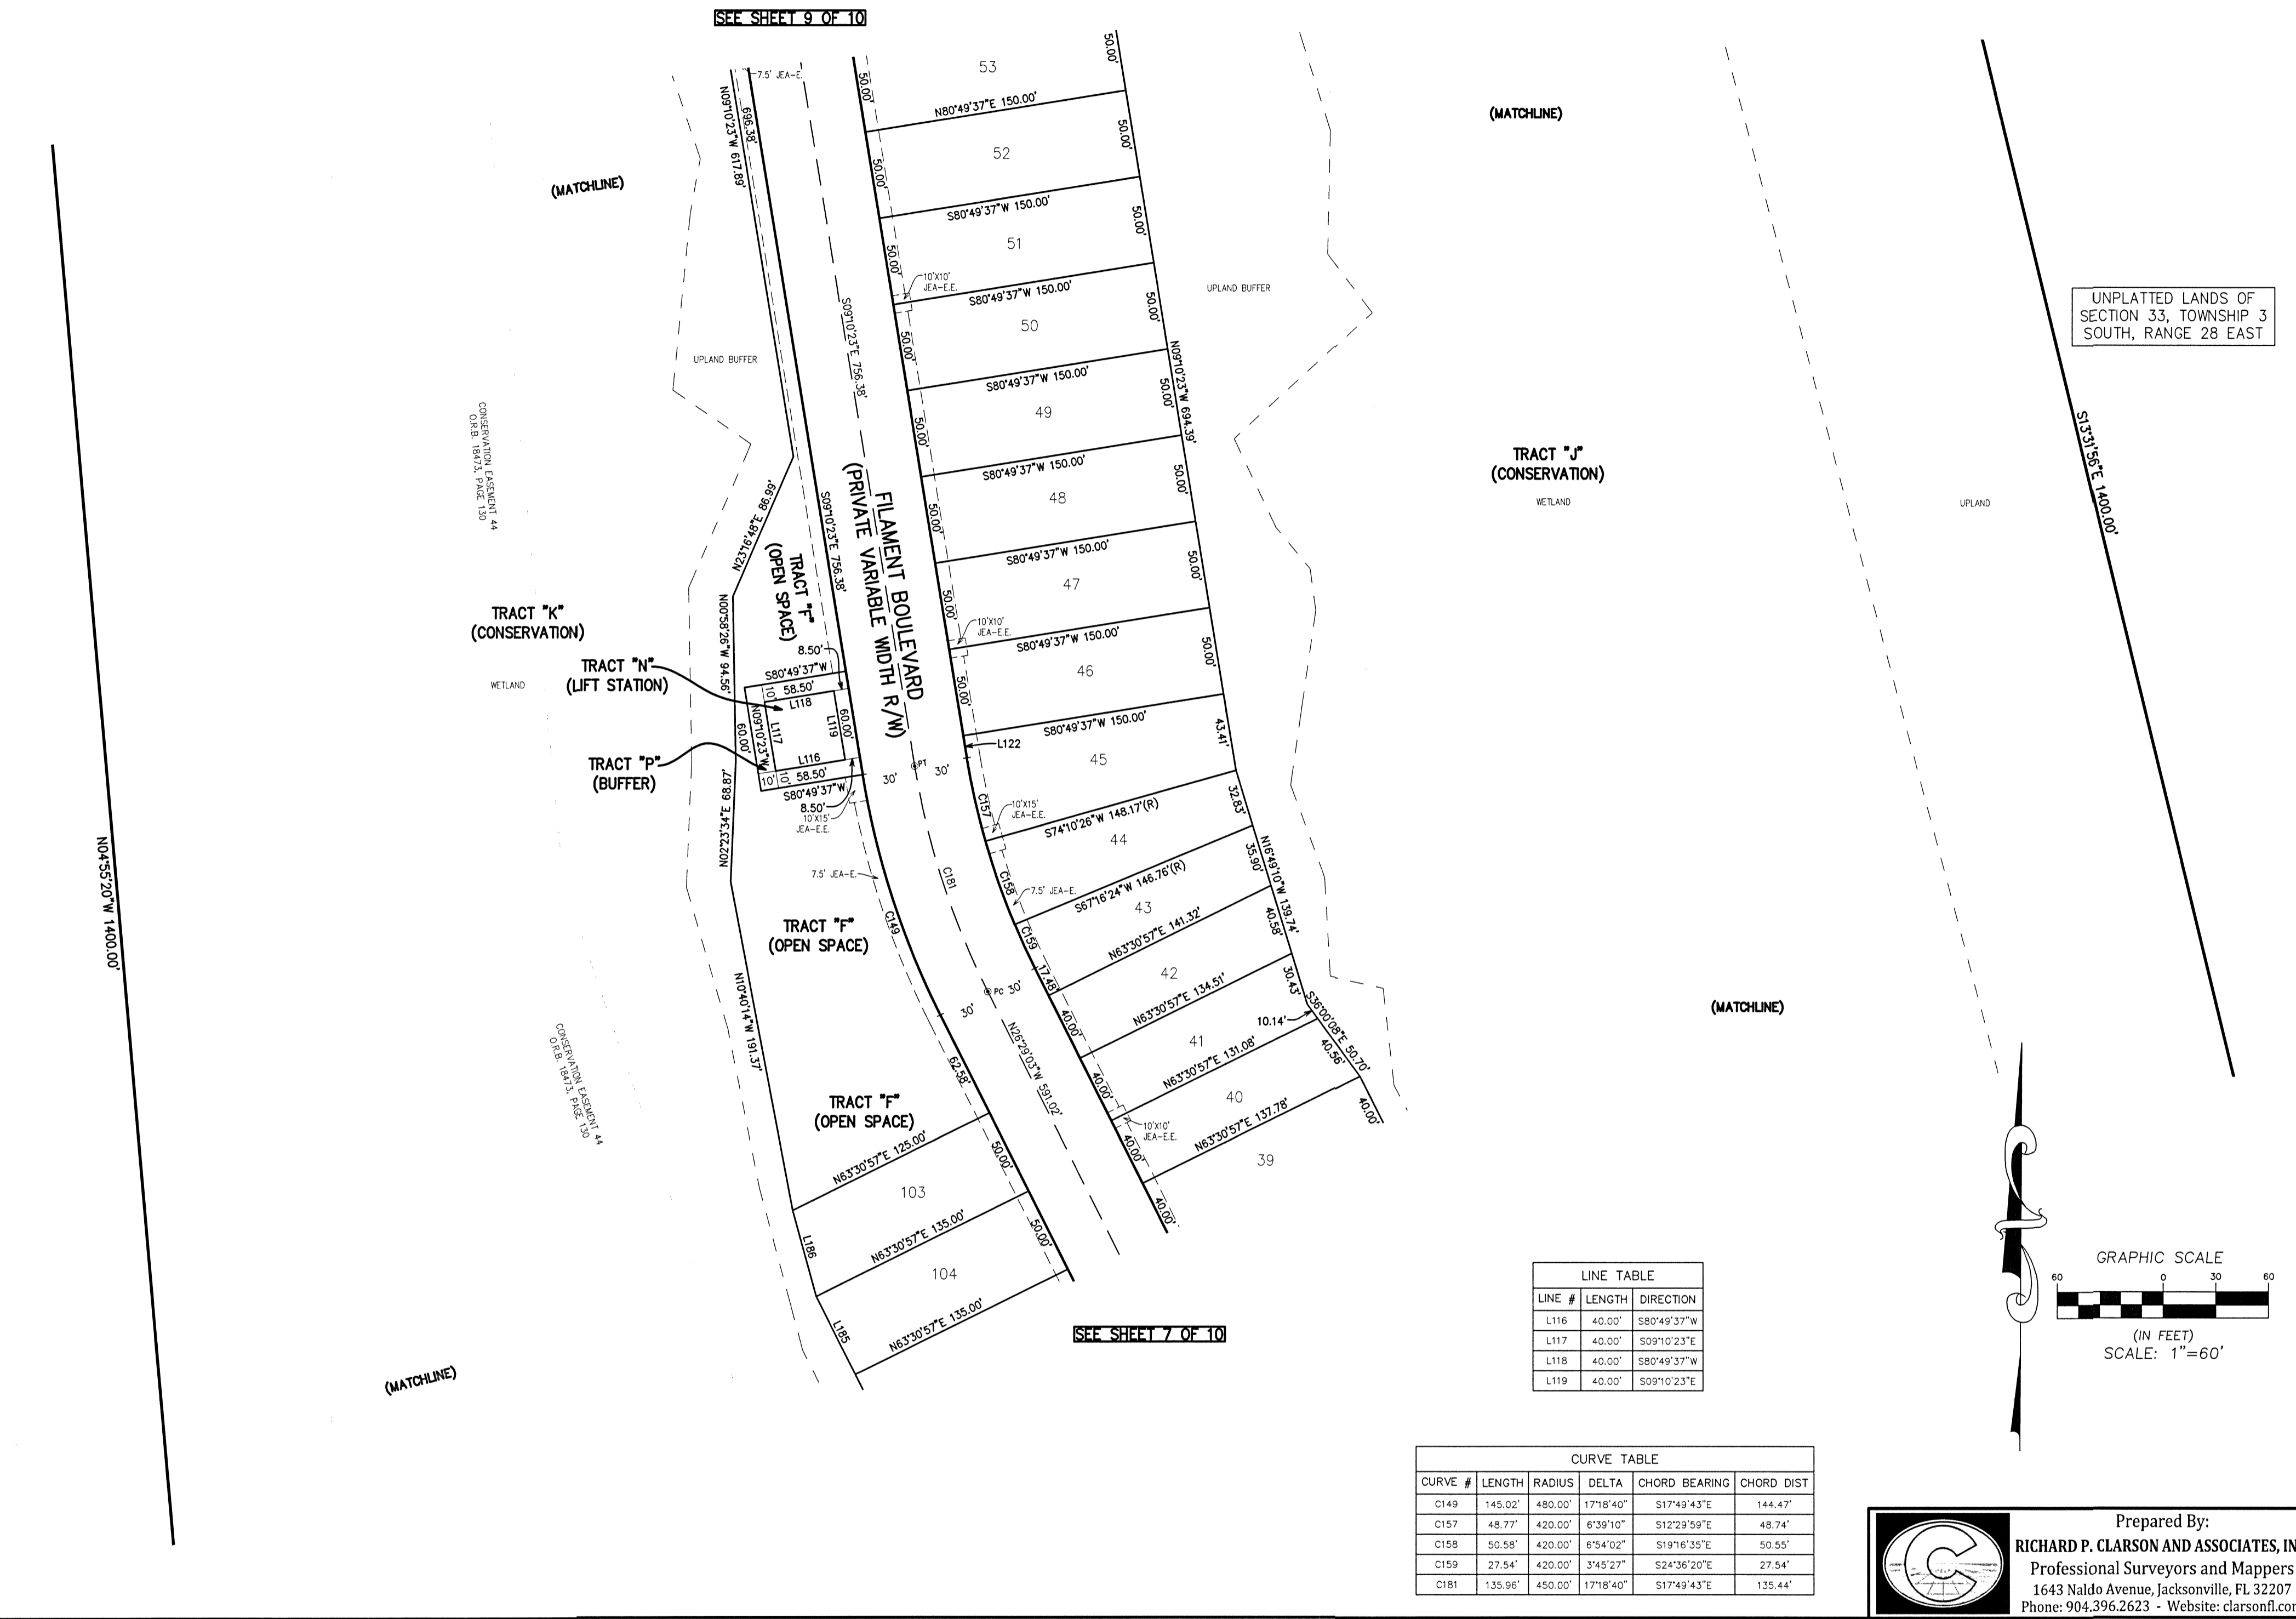 SEE SHEET 9 OF 10
7.5' JEA-E.
N09°10'23"W 617.89'
696.38'
(MATCHLINE)
50.00'
53
50.00'
N80°49'37"E 150.00'
50.00'
52
50.00'
S80°49'37"W 150.00'
50.00'
51
50.00'
10'X10'
JEA-E.E.
S80°49'37"W 150.00'
50.00'
50
50.00'
S80°49'37"W 150.00'
50.00'
49
50.00'
N09°10'23"W 694.39'
S80°49'37"W 150.00'
50.00'
48
50.00'
S80°49'37"W 150.00'
50.00'
47
50.00'
10'X10'
JEA-E.E.
S80°49'37"W 150.00'
50.00'
46
50.00'
S80°49'37"W 150.00'
L122
45
43.41'
C157
10'X15'
JEA-E.E.
S74°10'26"W 148.17'(R)
44
32.83'
C158
7.5' JEA-E.
S67°16'24"W 146.76'(R)
43
35.90'
N16°49'10"W 139.74'
C159
17.48'
N63°30'57"E 141.32'
42
40.58'
40.00'
N63°30'57"E 134.51'
41
30.43'
10.14'
S36°00'08"E 50.70'
40.56'
40.00'
N63°30'57"E 131.08'
40
10'X10'
JEA-E.E.
40.00'
N63°30'57"E 137.78'
40.00'
39
40.00'
UPLAND BUFFER
UPLAND BUFFER
S09°10'23"E 756.38'
S09°10'23"E 756.38'
FILAMENT BOULEVARD
(PRIVATE VARIABLE WIDTH R/W)
CONSERVATION EASEMENT 44
O.R.B. 18473, PAGE 130
N23°16'48"E 86.99'
TRACT "F"
(OPEN SPACE)
N00°58'26"W 94.56'
TRACT "K"
(CONSERVATION)
WETLAND
TRACT "N"
(LIFT STATION)
TRACT "P"
(BUFFER)
8.50'
S80°49'37"W
58.50'
10'
L118
L117
L119
60.00'
N09°10'23"W
60.00'
L116
10'
10'
58.50'
S80°49'37"W
8.50'
10'X15'
JEA-E.E.
30'
PT
30'
N02°23'34"E 68.87'
7.5' JEA-E.
C181
C149
TRACT "F"
(OPEN SPACE)
PC
30'
30'
N10°40'14"W 191.37'
N26°29'03"W 591.02'
62.58'
CONSERVATION EASEMENT 44
O.R.B. 18473, PAGE 130
TRACT "F"
(OPEN SPACE)
N63°30'57"E 125.00'
50.00'
103
L186
N63°30'57"E 135.00'
50.00'
104
L185
N63°30'57"E 135.00'
N04°55'20"W 1400.00'
(MATCHLINE)
SEE SHEET 7 OF 10
(MATCHLINE)
TRACT "J"
(CONSERVATION)
WETLAND
UPLAND
(MATCHLINE)
UNPLATTED LANDS OF
SECTION 33, TOWNSHIP 3
SOUTH, RANGE 28 EAST
S13°31'56"E 1400.00'
GRAPHIC SCALE
60 0 30 60
(IN FEET)
SCALE: 1"=60'
LINE TABLE
LINE # LENGTH DIRECTION
L116 40.00' S80°49'37"W
L117 40.00' S09°10'23"E
L118 40.00' S80°49'37"W
L119 40.00' S09°10'23"E
CURVE TABLE
CURVE # LENGTH RADIUS DELTA CHORD BEARING CHORD DIST
C149 145.02' 480.00' 17°18'40" S17°49'43"E 144.47'
C157 48.77' 420.00' 6°39'10" S12°29'59"E 48.74'
C158 50.58' 420.00' 6°54'02" S19°16'35"E 50.55'
C159 27.54' 420.00' 3°45'27" S24°36'20"E 27.54'
C181 135.96' 450.00' 17°18'40" S17°49'43"E 135.44'
Prepared By:
RICHARD P. CLARSON AND ASSOCIATES, IN
Professional Surveyors and Mappers
1643 Naldo Avenue, Jacksonville, FL 32207
Phone: 904.396.2623 - Website: clarsonfl.com